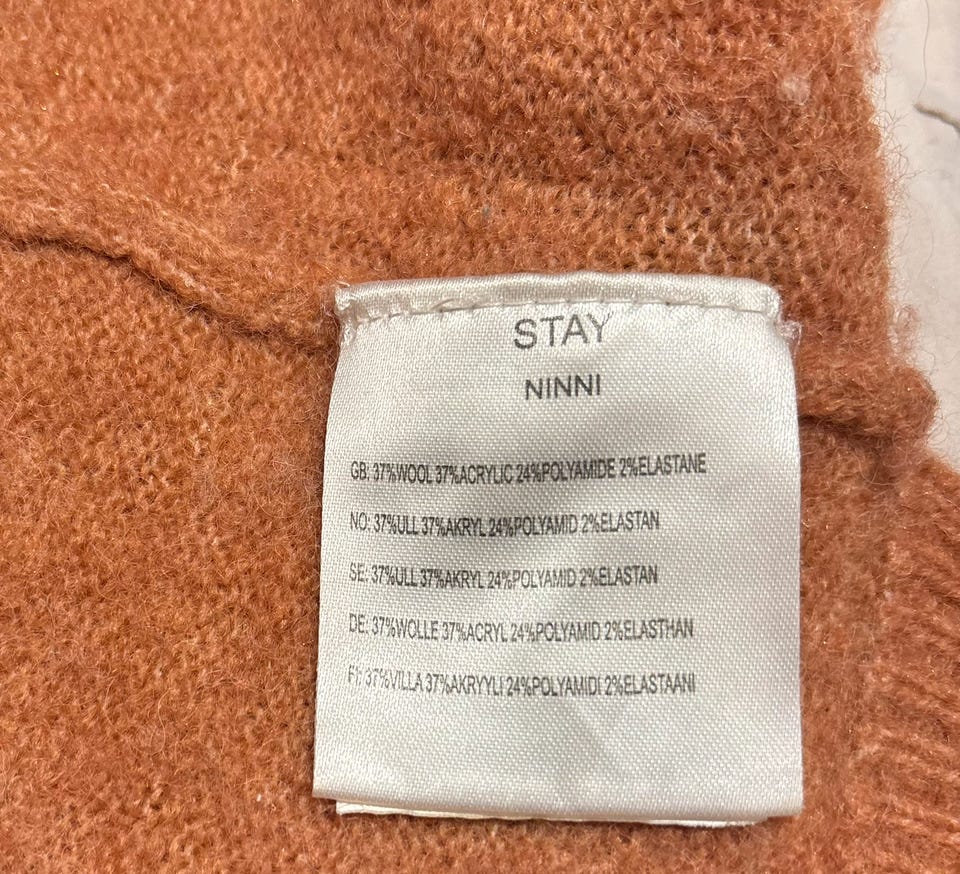 STAY
NINNI
GB: 37%WOOL 37%ACRYLIC 24%POLYAMIDE 2%ELASTANE
NO: 37%ULL 37%AKRYL 24%POLYAMID 2%ELASTAN
SE: 37%ULL 37%AKRYL 24%POLYAMID 2%ELASTAN
DE: 37%WOLLE 37%ACRYL 24%POLYAMID 2%ELASTHAN
FI: 37%VILLA 37%AKRYYLI 24%POLYAMIDI 2%ELASTAANI